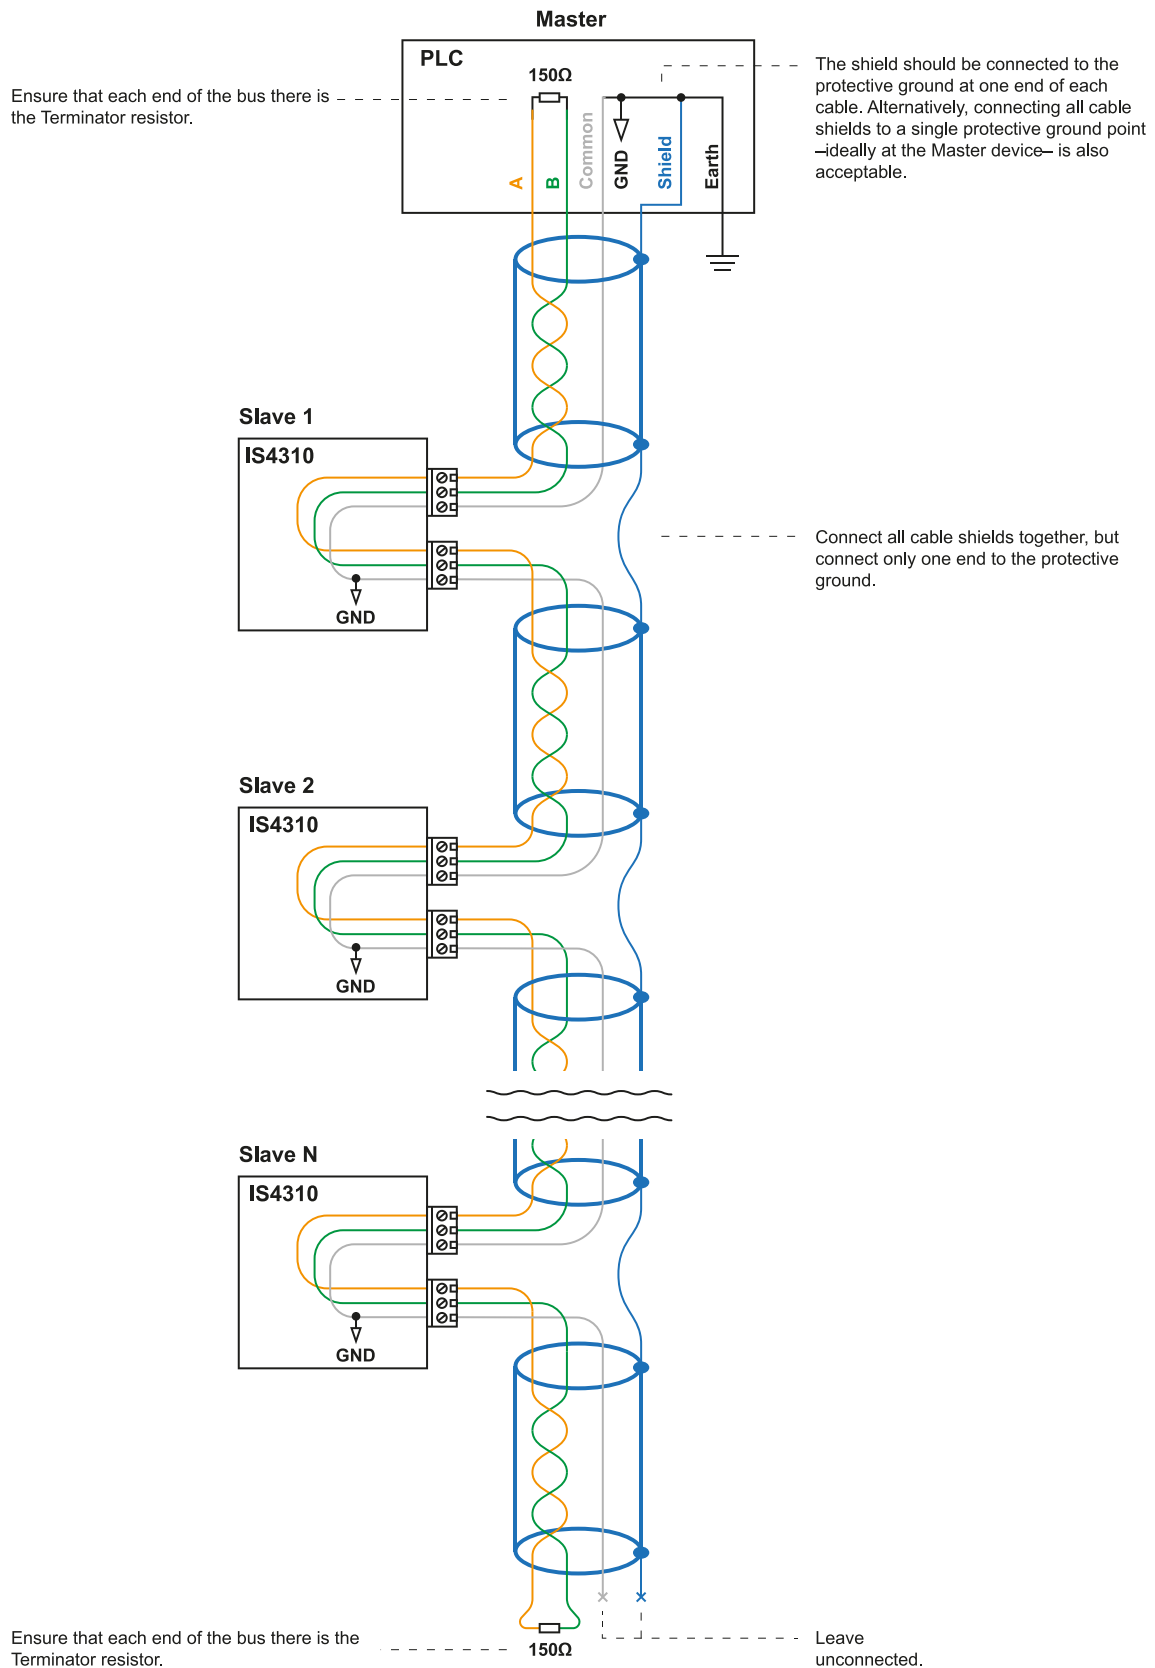 Master
PLC
150Ω
Ensure that each end of the bus there is
the Terminator resistor.
The shield should be connected to the
protective ground at one end of each
cable. Alternatively, connecting all cable
shields to a single protective ground point
–ideally at the Master device– is also
acceptable.
A
B
Common
GND
Shield
Earth
Slave 1
IS4310
GND
Connect all cable shields together, but
connect only one end to the protective
ground.
Slave 2
IS4310
GND
Slave N
IS4310
GND
Ensure that each end of the bus there is the
Terminator resistor.
150Ω
Leave
unconnected.